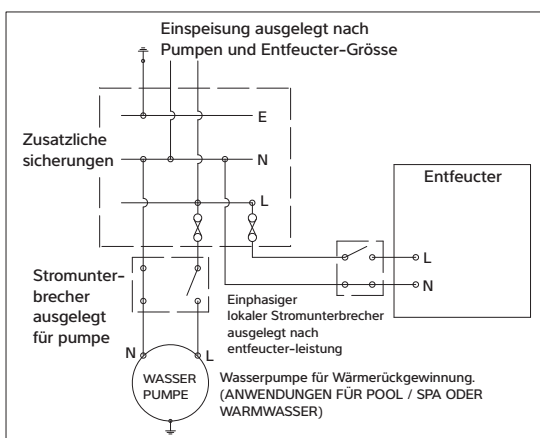 Einspeisung ausgelegt nach
Pumpen und Entfeucter-Grösse
E
Zusatzliche
sicherungen
N
L
Entfeucter
L
N
Stromunter-
brecher
ausgelegt
für pumpe
Einphasiger
lokaler Stromunterbrecher
ausgelegt nach
entfeucter-leistung
N
L
WASSER
PUMPE
Wasserpumpe für Wärmerückgewinnung.
(ANWENDUNGEN FÜR POOL / SPA ODER
WARMWASSER)